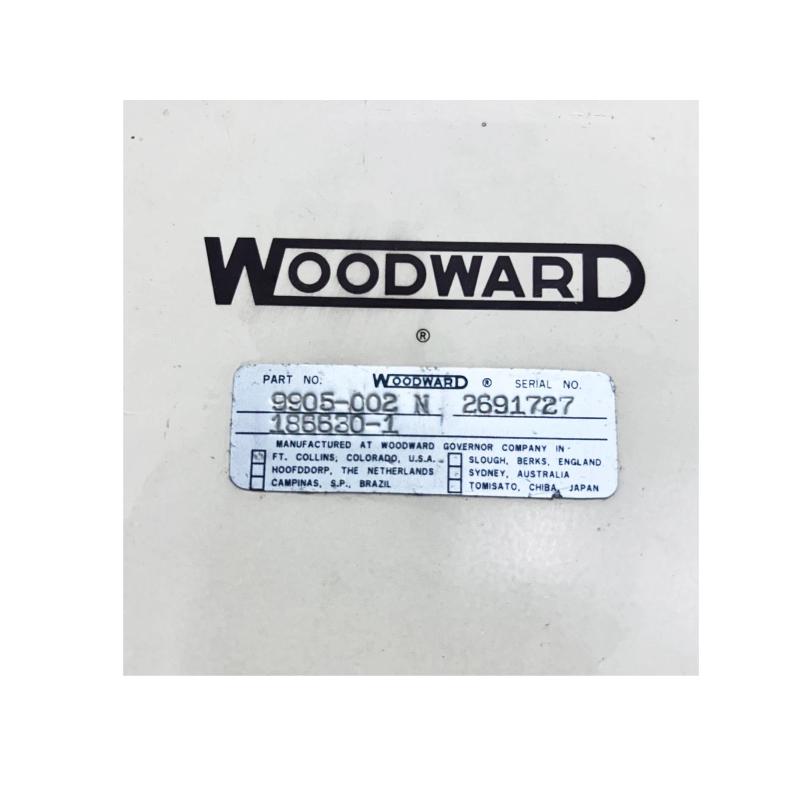 WOODWARD
®
PART NO. WOODWARD ® SERIAL NO.
9905-002 N 2691727
186630-1
MANUFACTURED AT WOODWARD GOVERNOR COMPANY IN-
FT. COLLINS, COLORADO, U.S.A. SLOUGH, BERKS, ENGLAND
HOOFDDORP, THE NETHERLANDS SYDNEY, AUSTRALIA
CAMPINAS, S.P., BRAZIL TOMISATO, CHIBA, JAPAN